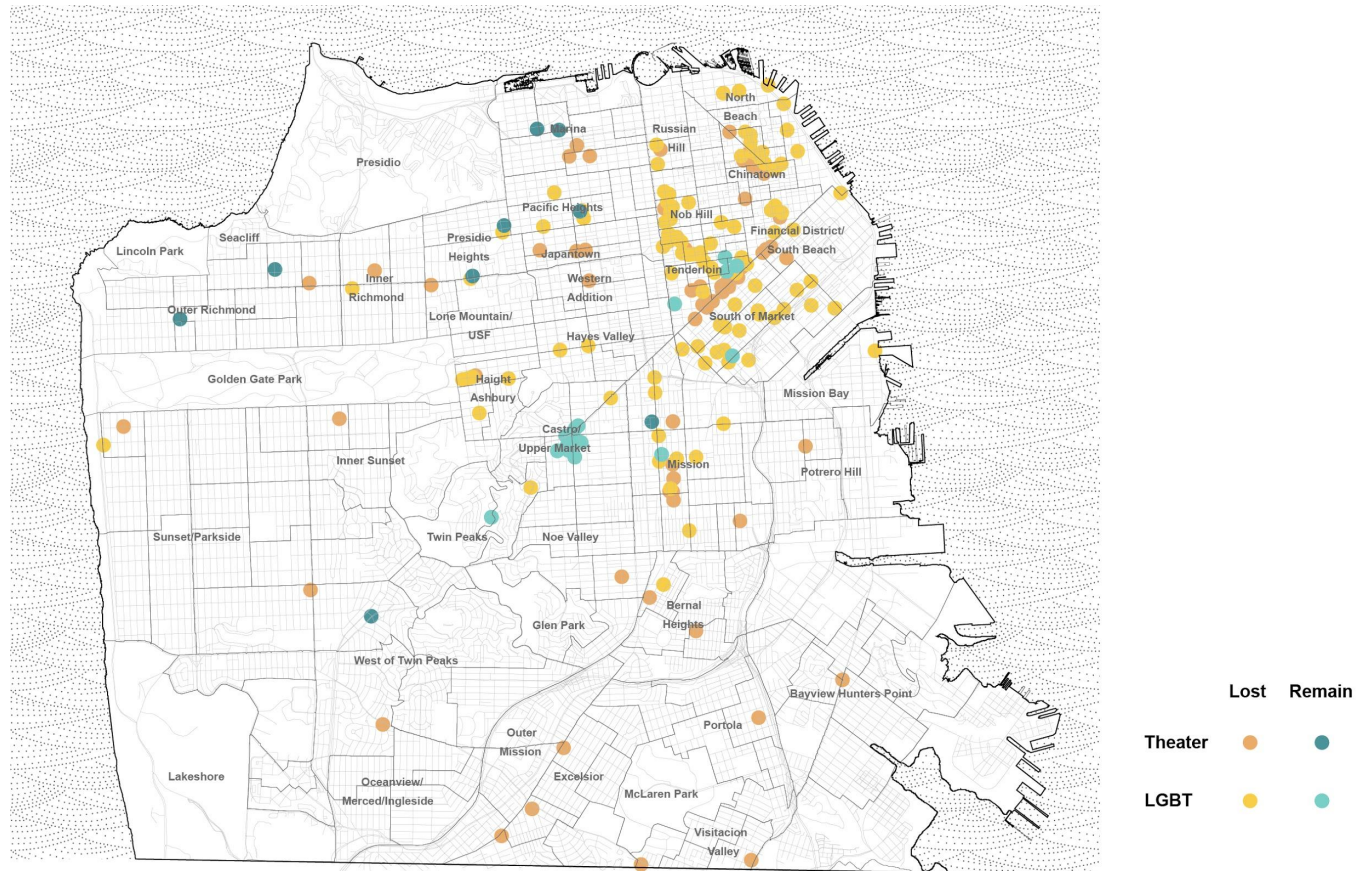 North
Beach
Marina
Russian
Hill
Presidio
Chinatown
Pacific Heights
Nob Hill
Financial District/
South Beach
Lincoln Park
Seacliff
Presidio
Heights
Japantown
Tenderloin
Inner
Richmond
Western
Addition
Outer Richmond
Lone Mountain/
USF
South of Market
Hayes Valley
Golden Gate Park
Haight
Ashbury
Mission Bay
Castro/
Upper Market
Inner Sunset
Mission
Potrero Hill
Sunset/Parkside
Twin Peaks
Noe Valley
Bernal
Heights
Glen Park
West of Twin Peaks
Bayview Hunters Point
Portola
Outer
Mission
Lakeshore
Excelsior
Oceanview/
Merced/Ingleside
McLaren Park
Visitacion
Valley
Lost Remain
Theater
LGBT